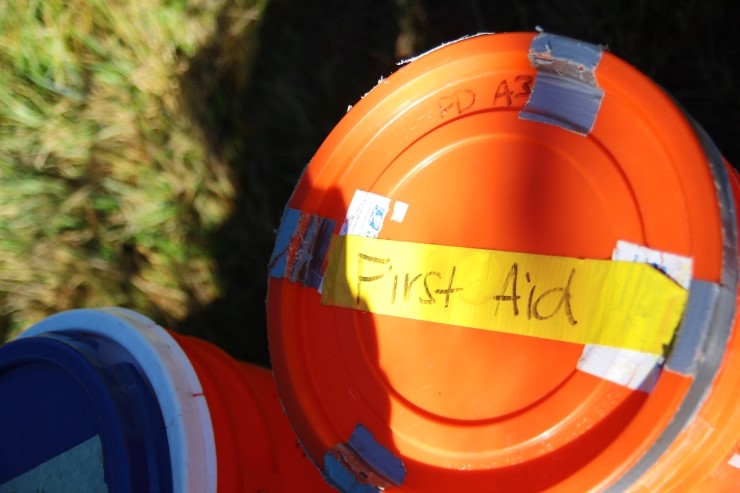 PD A3
First Aid